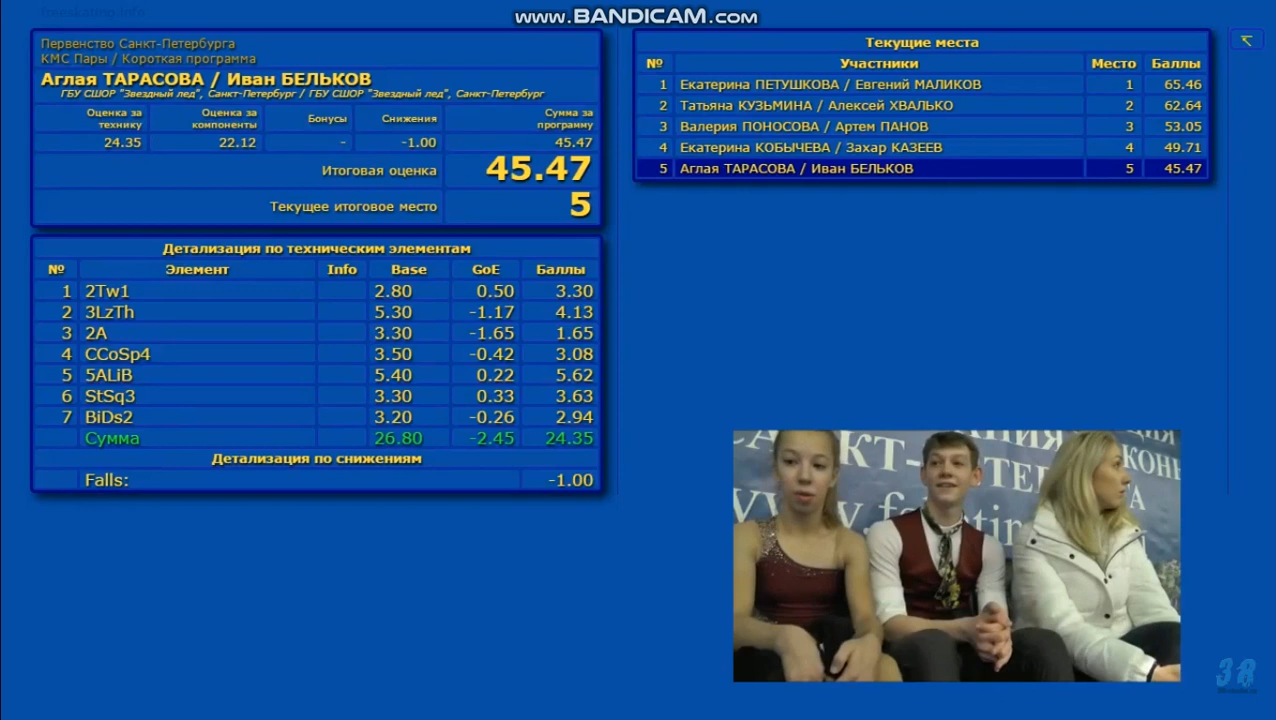 www.BANDICAM.com
Первенство Санкт-Петербурга
КМС Пары / Короткая программа
Аглая ТАРАСОВА / Иван БЕЛЬКОВ
ГБУ СШОР "Звездный лед", Санкт-Петербург / ГБУ СШОР "Звездный лед", Санкт-Петербург
Оценка за технику Оценка за компоненты Бонусы Снижения Сумма за программу
24.35 22.12 - -1.00 45.47
Итоговая оценка 45.47
Текущее итоговое место 5
Детализация по техническим элементам
№ Элемент Info Base GoE Баллы
1 2Tw1 2.80 0.50 3.30
2 3LzTh 5.30 -1.17 4.13
3 2A 3.30 -1.65 1.65
4 CCoSp4 3.50 -0.42 3.08
5 5ALiB 5.40 0.22 5.62
6 StSq3 3.30 0.33 3.63
7 BiDs2 3.20 -0.26 2.94
Сумма 26.80 -2.45 24.35
Детализация по снижениям
Falls: -1.00
Текущие места
№ Участники Место Баллы
1 Екатерина ПЕТУШКОВА / Евгений МАЛИКОВ 1 65.46
2 Татьяна КУЗЬМИНА / Алексей ХВАЛЬКО 2 62.64
3 Валерия ПОНОСОВА / Артем ПАНОВ 3 53.05
4 Екатерина КОБЫЧЕВА / Захар КАЗЕЕВ 4 49.71
5 Аглая ТАРАСОВА / Иван БЕЛЬКОВ 5 45.47